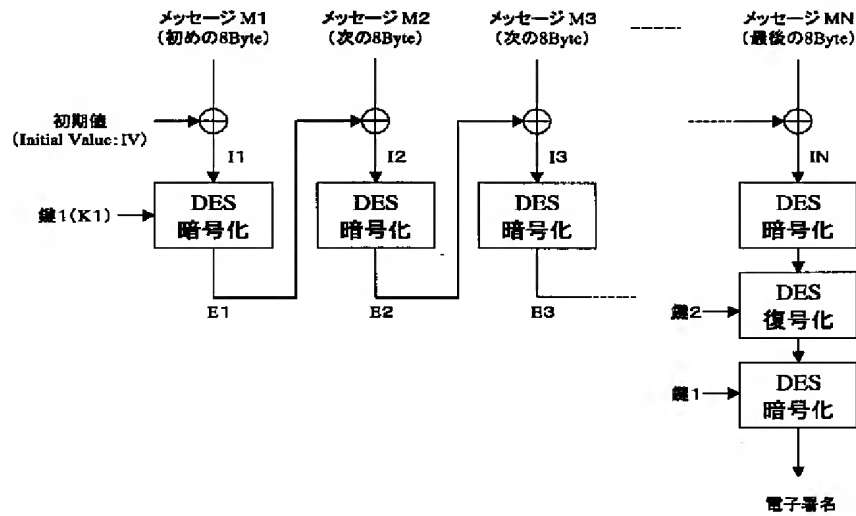 メッセージ M1
(初めの8Byte)
メッセージ M2
(次の8Byte)
メッセージ M3
(次の8Byte)
メッセージ MN
(最後の8Byte)
初期値
(Initial Value: IV)
I1
I2
I3
IN
鍵1(K1)
DES
暗号化
DES
暗号化
DES
暗号化
DES
暗号化
E1
E2
E3
鍵2
DES
復号化
鍵1
DES
暗号化
電子署名